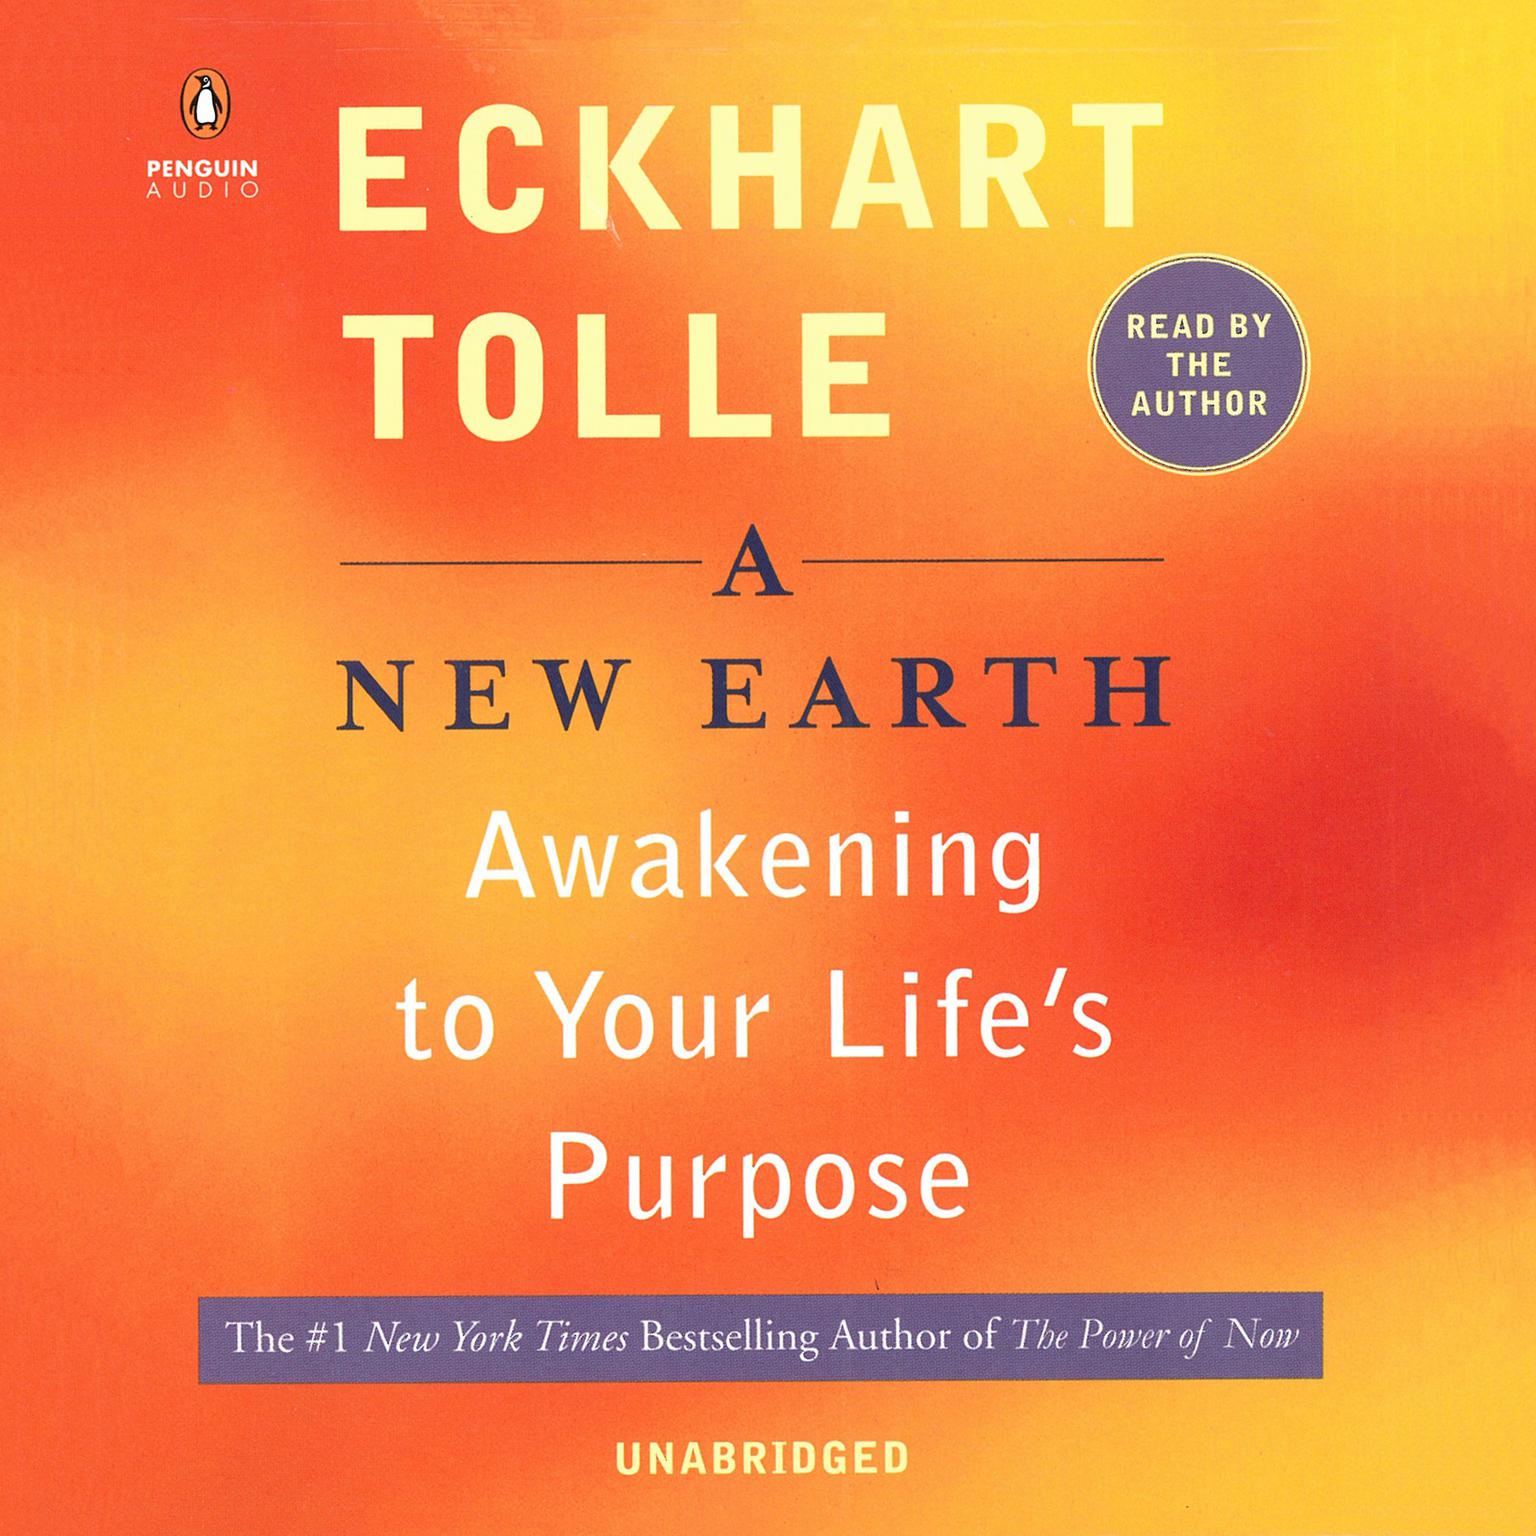 PENGUIN
AUDIO
ECKHART
TOLLE
READ BY
THE
AUTHOR
A
NEW EARTH
Awakening
to Your Life's
Purpose
The #1 New York Times Bestselling Author of The Power of Now
UNABRIDGED